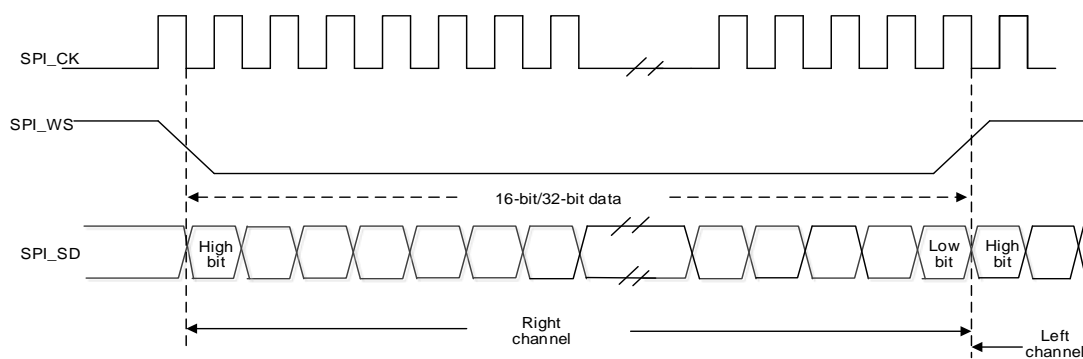 SPI_CK
SPI_WS
16-bit/32-bit data
SPI_SD
High
bit
Low
bit
High
bit
Right
channel
Left
channel